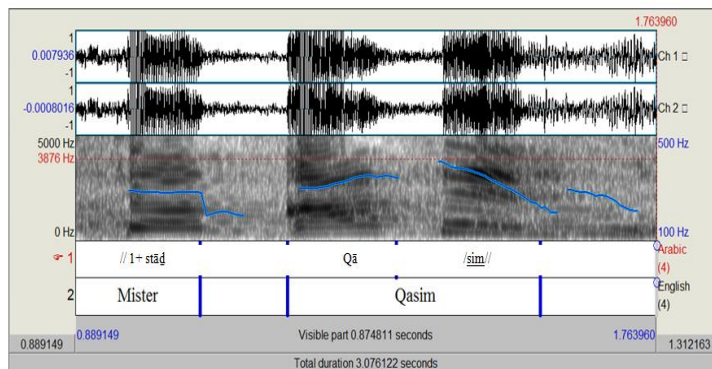 1.763960
1
0.007936
-1
Ch 1
1
-0.0008016
-1
Ch 2
5000 Hz
3876 Hz
0 Hz
500 Hz
100 Hz
1
// 1+ stāḏ
Qā
/sim//
Arabic
(4)
2
Mister
Qasim
English
(4)
0.889149
0.889149
Visible part 0.874811 seconds
1.763960
1.312163
Total duration 3.076122 seconds